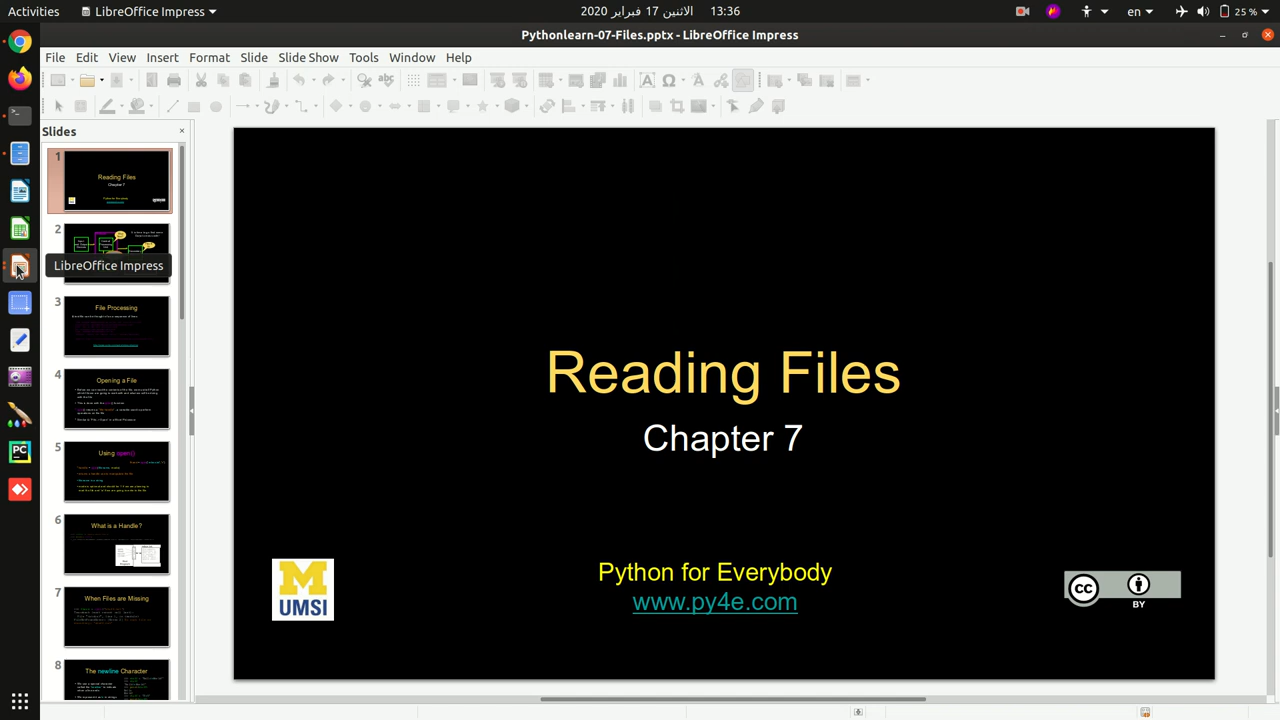 Activities LibreOffice Impress 2020 الاثنين 17 فبراير 13:36 en 25 %
Pythonlearn-07-Files.pptx - LibreOffice Impress
File Edit View Insert Format Slide Slide Show Tools Window Help
Slides
1
Reading Files
Chapter 7
2
LibreOffice Impress
3
File Processing
4
Opening a File
5
Using open()
6
What is a Handle?
7
When Files are Missing
8
The newline Character
Reading Files
Chapter 7
Python for Everybody
www.py4e.com
M
UMSI
cc
BY
PC